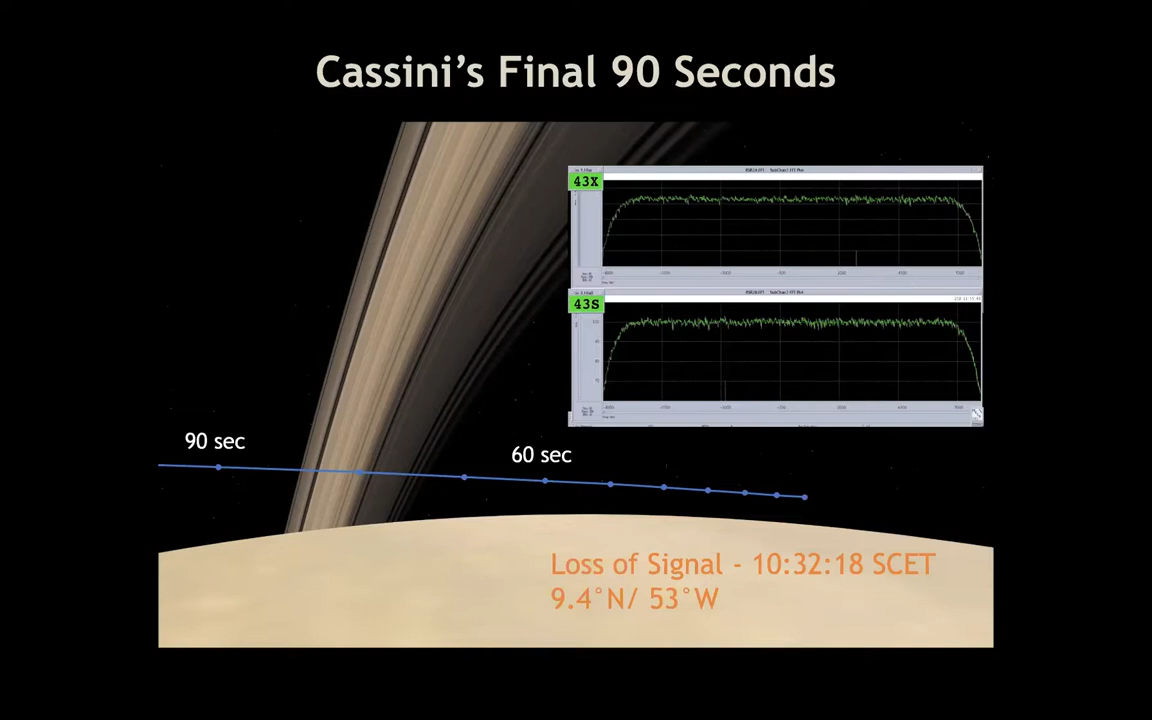 Cassini's Final 90 Seconds
43X
43S
90 sec
60 sec
Loss of Signal - 10:32:18 SCET
9.4°N/ 53°W